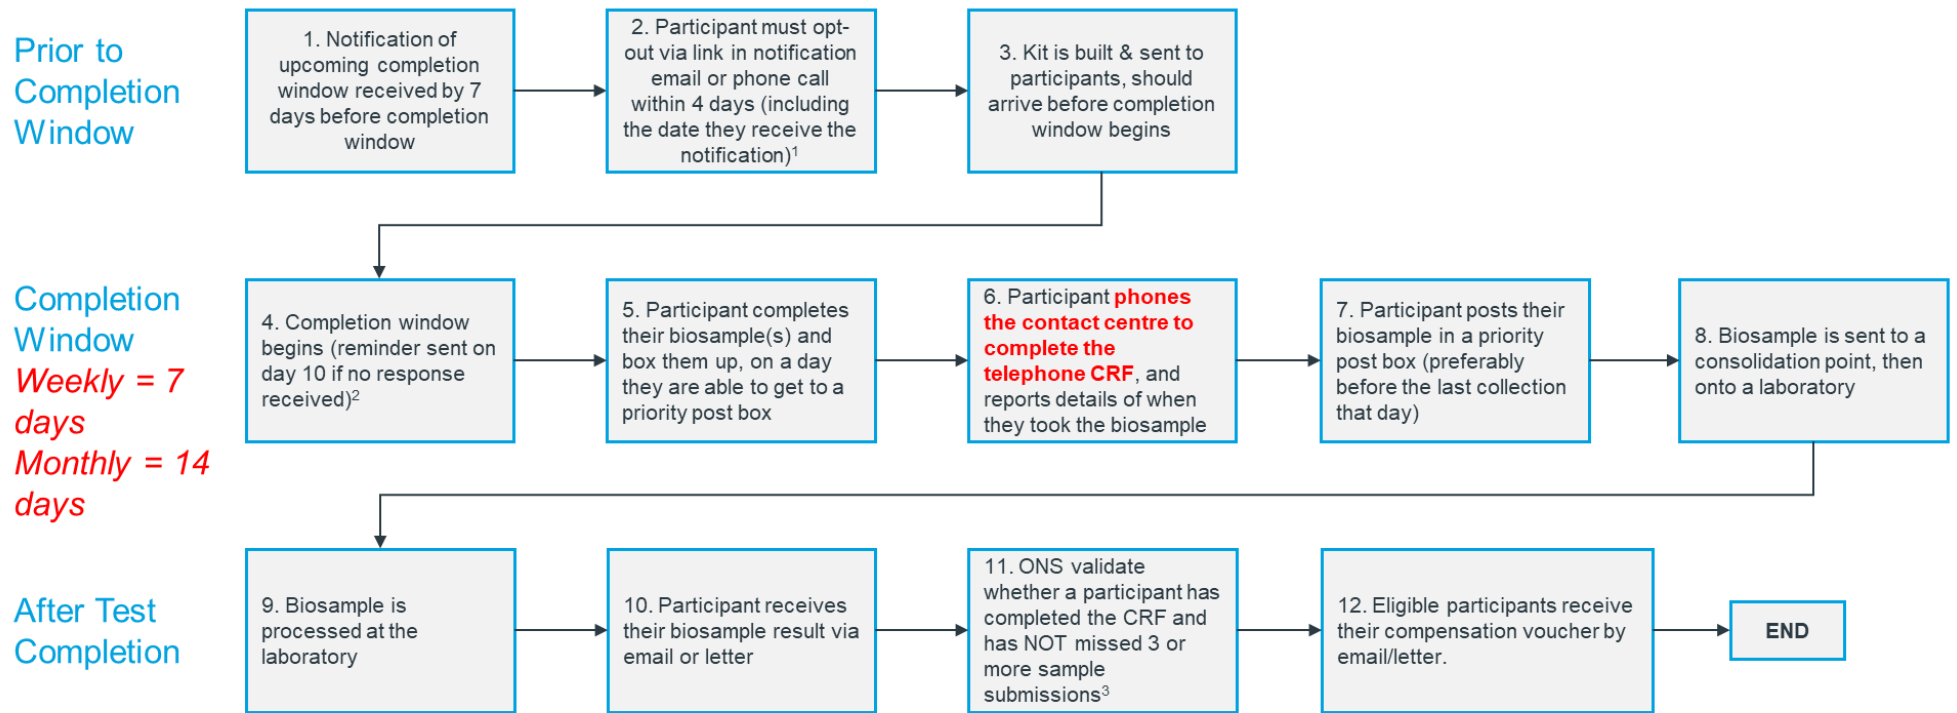 Prior to
Completion
Window
1. Notification of
upcoming completion
window received by 7
days before completion
window
2. Participant must opt-
out via link in notification
email or phone call
within 4 days (including
the date they receive the
notification)¹
3. Kit is built & sent to
participants, should
arrive before completion
window begins
Completion
Window
Weekly = 7
days
Monthly = 14
days
4. Completion window
begins (reminder sent on
day 10 if no response
received)²
5. Participant completes
their biosample(s) and
box them up, on a day
they are able to get to a
priority post box
6. Participant phones
the contact centre to
complete the
telephone CRF, and
reports details of when
they took the biosample
7. Participant posts their
biosample in a priority
post box (preferably
before the last collection
that day)
8. Biosample is sent to a
consolidation point, then
onto a laboratory
After Test
Completion
9. Biosample is
processed at the
laboratory
10. Participant receives
their biosample result via
email or letter
11. ONS validate
whether a participant has
completed the CRF and
has NOT missed 3 or
more sample
submissions³
12. Eligible participants receive
their compensation voucher by
email/letter.
END